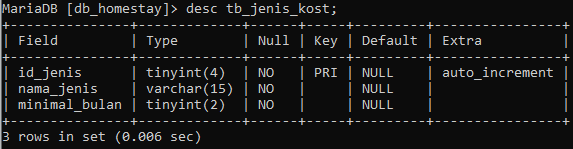 MariaDB [db_homestay]> desc tb_jenis_kost;
+---------------+-------------+------+-----+---------+----------------+
| Field         | Type        | Null | Key | Default | Extra          |
+---------------+-------------+------+-----+---------+----------------+
| id_jenis      | tinyint(4)  | NO   | PRI | NULL    | auto_increment |
| nama_jenis    | varchar(15) | NO   |     | NULL    |                |
| minimal_bulan | tinyint(2)  | NO   |     | NULL    |                |
+---------------+-------------+------+-----+---------+----------------+
3 rows in set (0.006 sec)